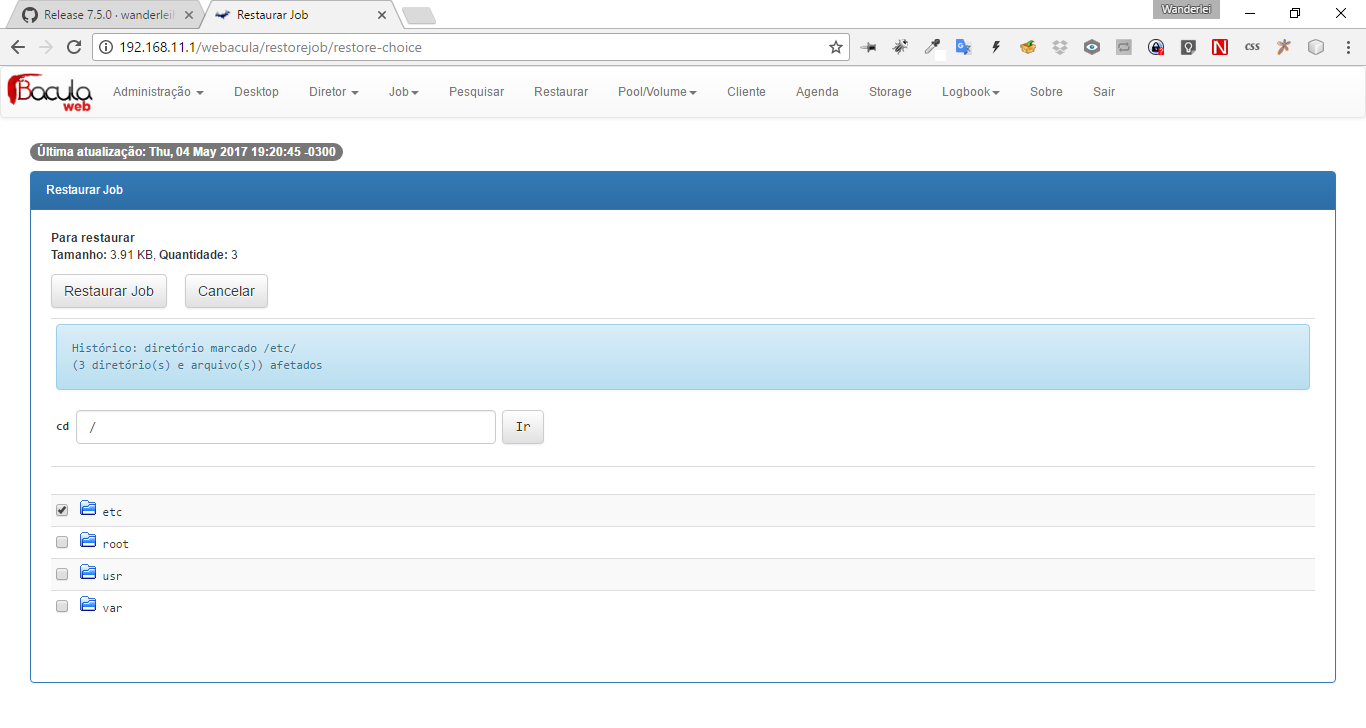 Wanderlei
Release 7.5.0 · wanderleih
Restaurar Job
192.168.11.1/webacula/restorejob/restore-choice
N
CSS
Bacula
web
Administração
Desktop
Diretor
Job
Pesquisar
Restaurar
Pool/Volume
Cliente
Agenda
Storage
Logbook
Sobre
Sair
Última atualização: Thu, 04 May 2017 19:20:45 -0300
Restaurar Job
Para restaurar
Tamanho: 3.91 KB, Quantidade: 3
Restaurar Job
Cancelar
Histórico: diretório marcado /etc/
(3 diretório(s) e arquivo(s)) afetados
cd / Ir
etc
root
usr
var